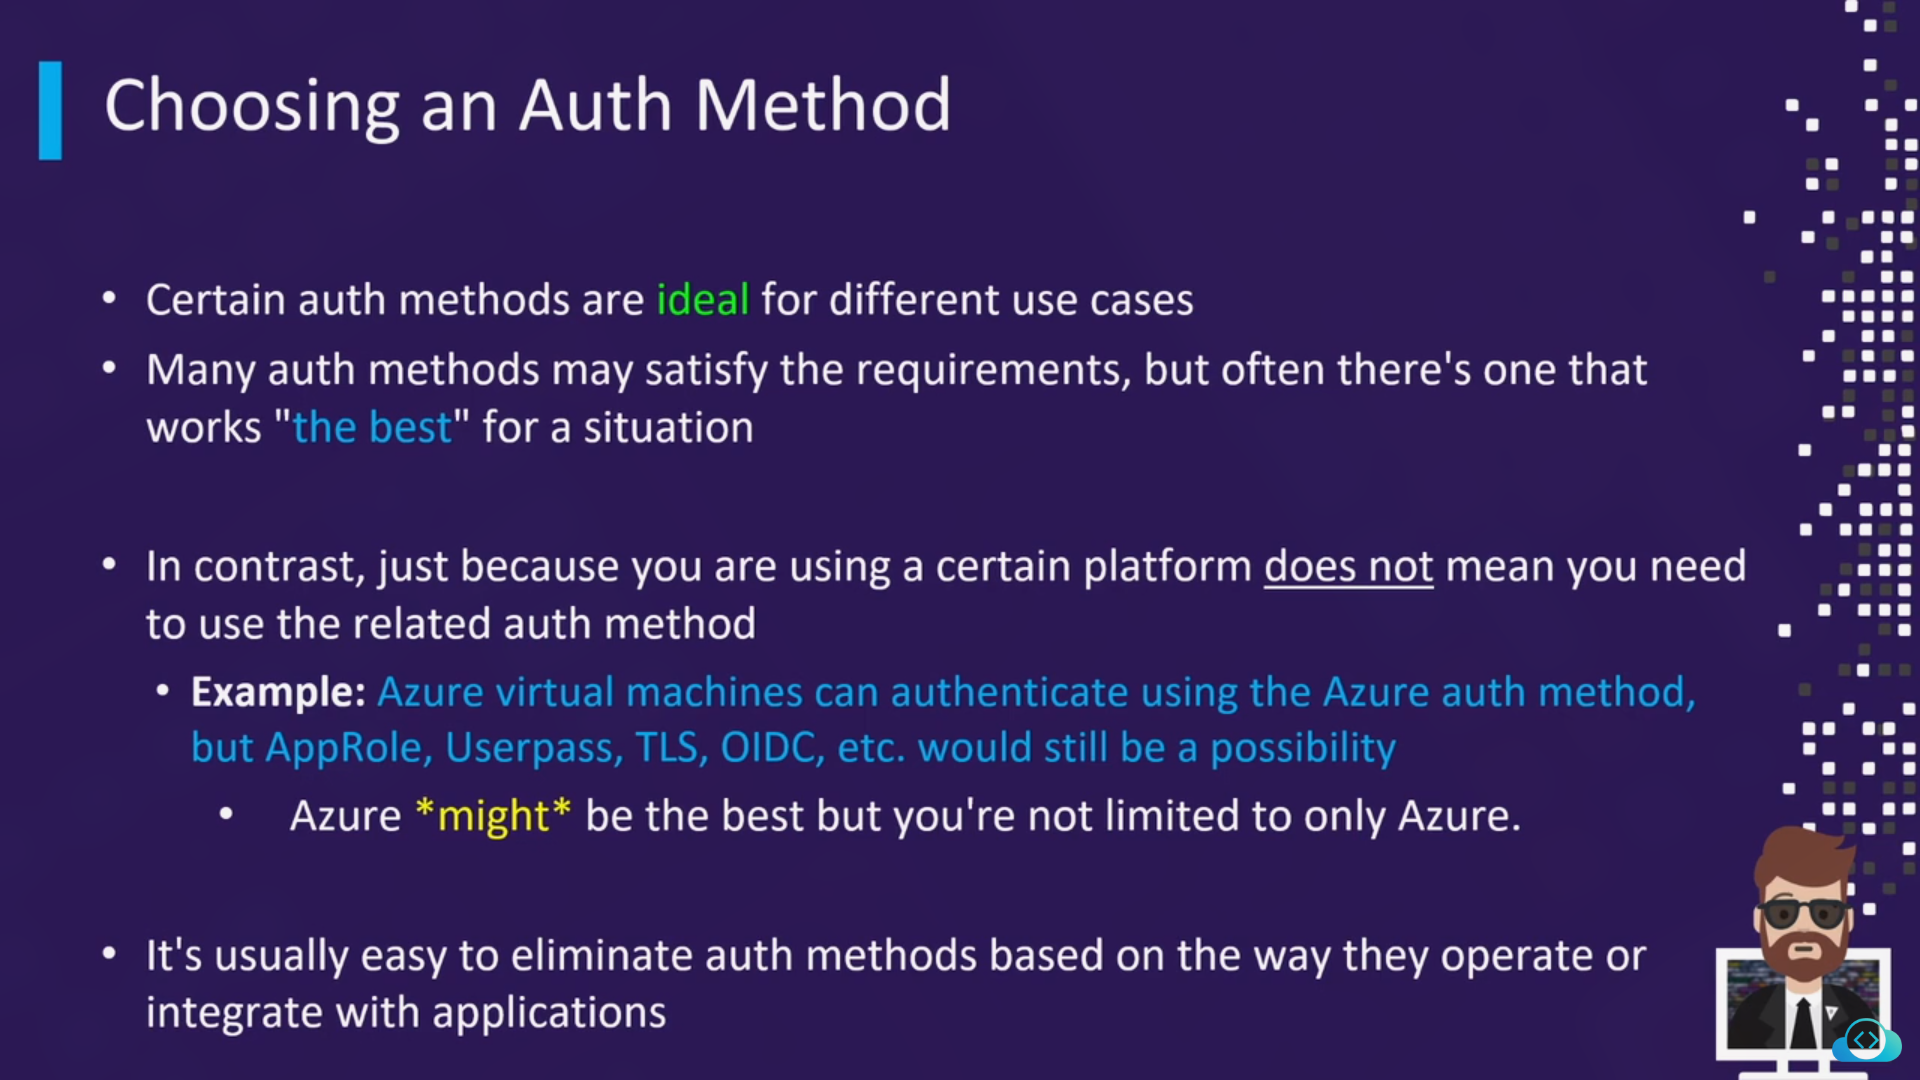 Choosing an Auth Method
• Certain auth methods are ideal for different use cases
• Many auth methods may satisfy the requirements, but often there's one that
works "the best" for a situation
• In contrast, just because you are using a certain platform does not mean you need
to use the related auth method
• Example: Azure virtual machines can authenticate using the Azure auth method,
but AppRole, Userpass, TLS, OIDC, etc. would still be a possibility
• Azure *might* be the best but you're not limited to only Azure.
• It's usually easy to eliminate auth methods based on the way they operate or
integrate with applications